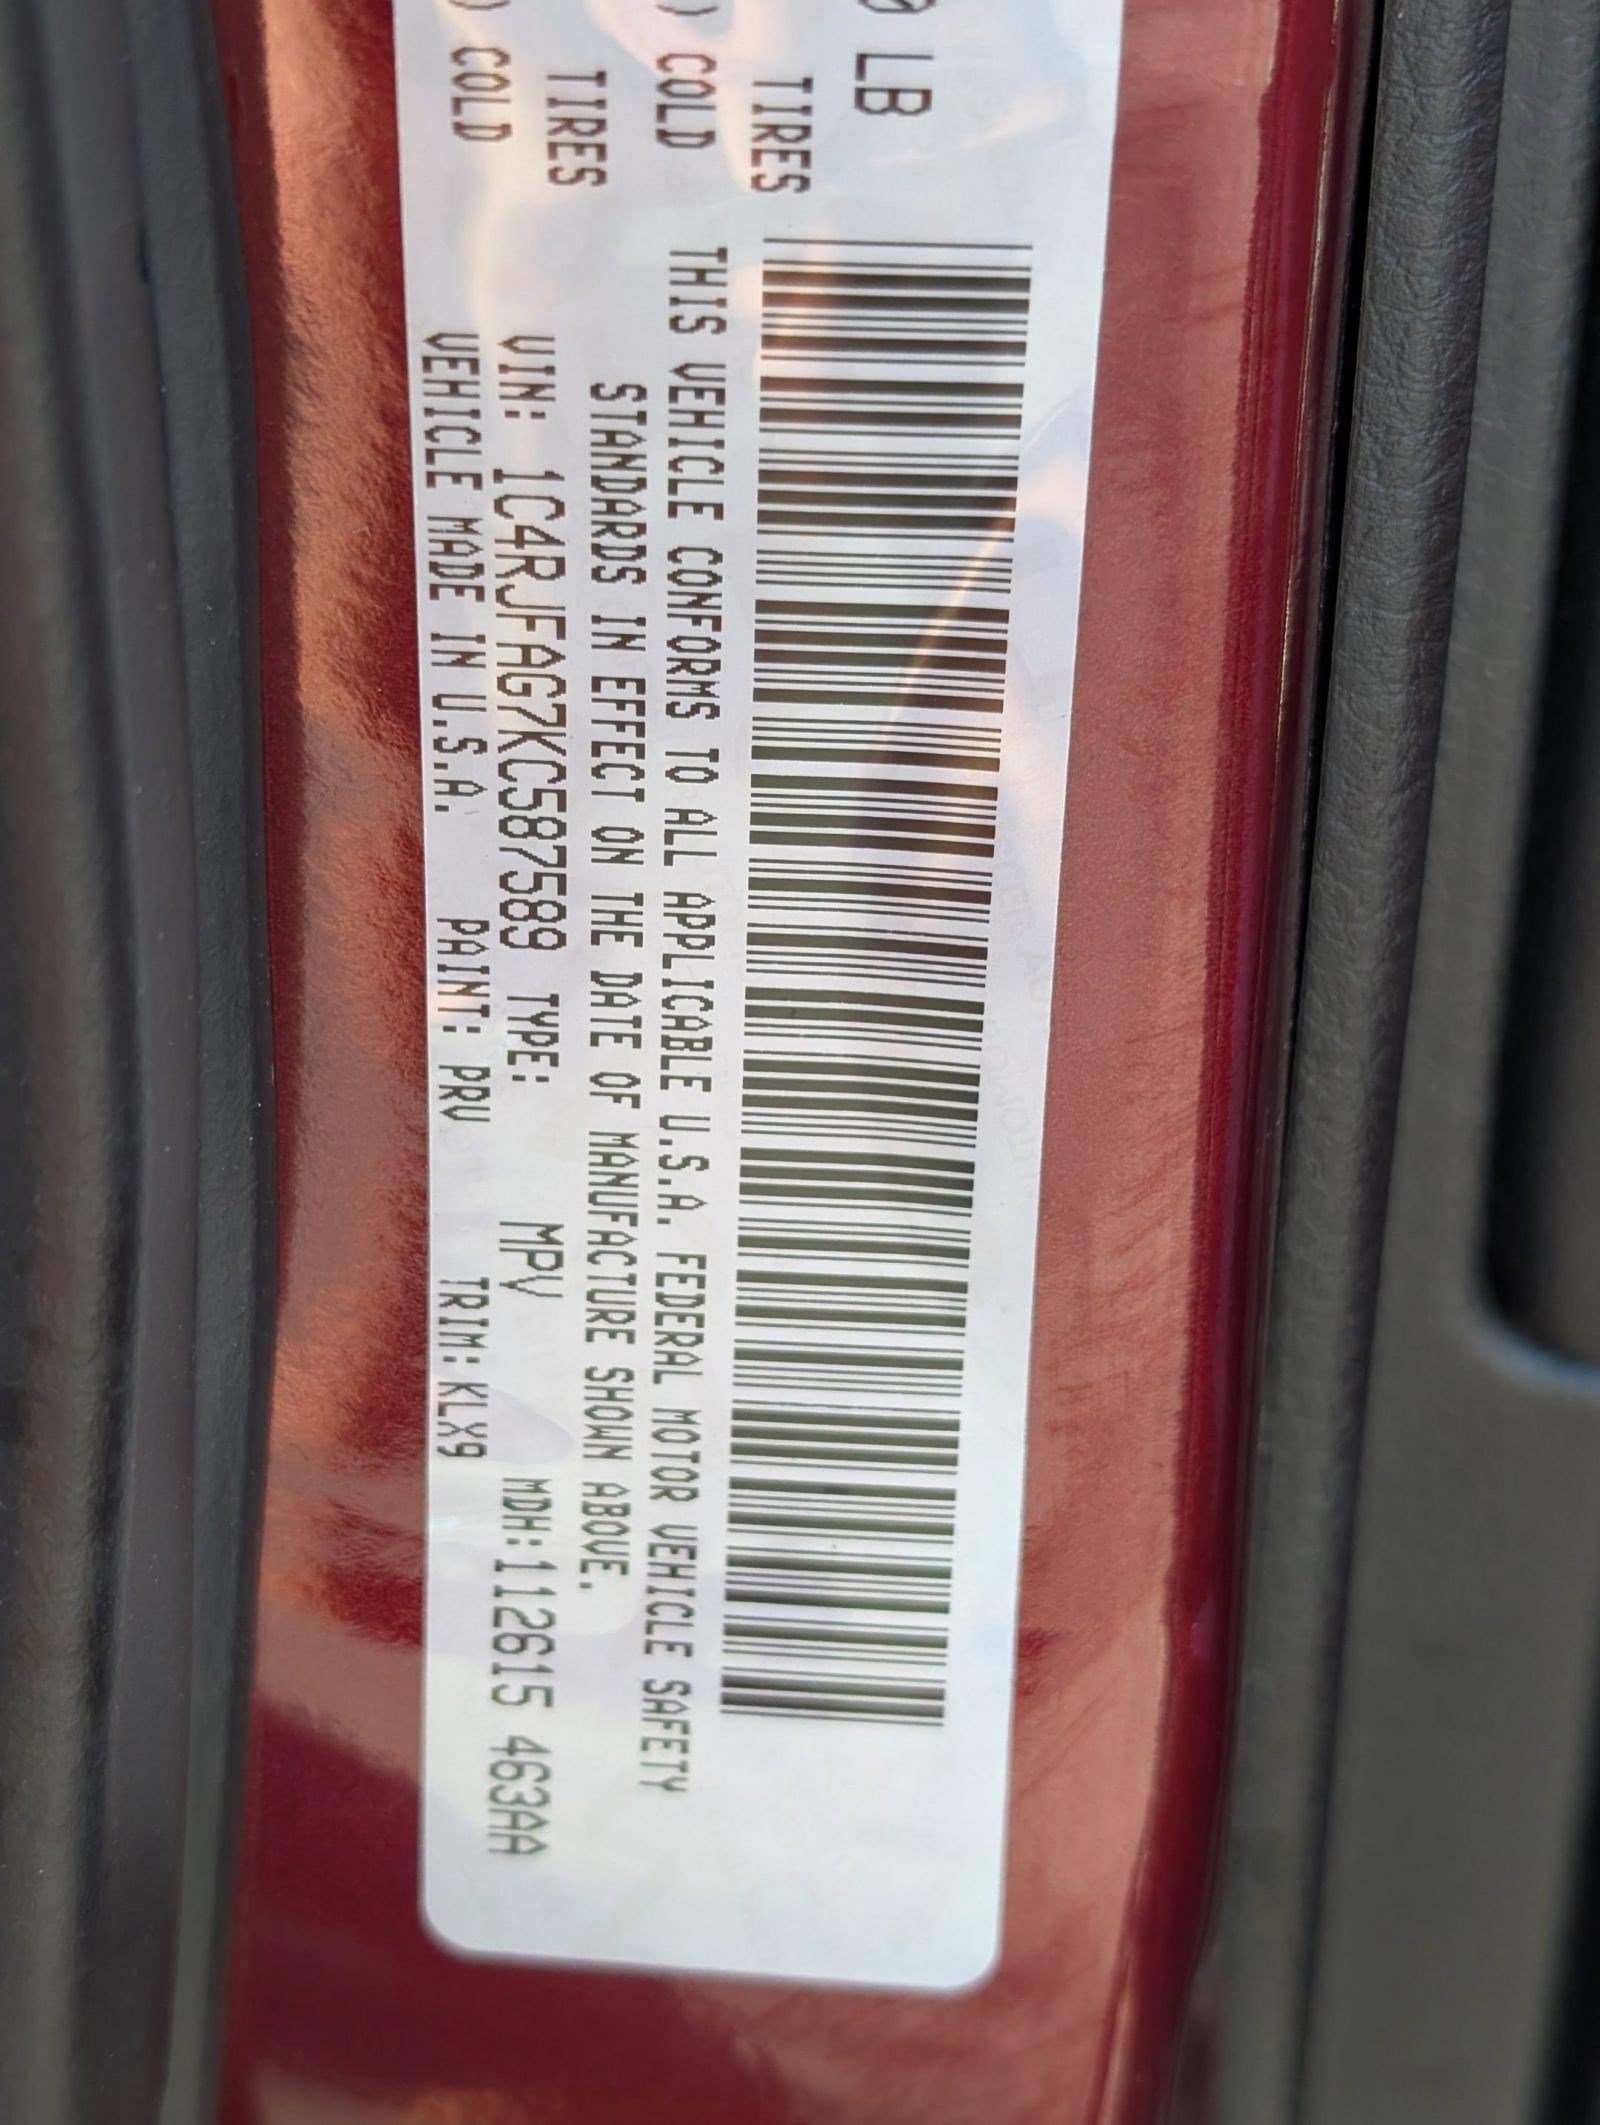 0 LB
TIRES
) COLD
TIRES
) COLD
THIS VEHICLE CONFORMS TO ALL APPLICABLE U.S.A. FEDERAL MOTOR VEHICLE SAFETY
STANDARDS IN EFFECT ON THE DATE OF MANUFACTURE SHOWN ABOVE.
VIN: 1C4RJFAG7KC587589 TYPE: MPV MDH:112615 463AA
VEHICLE MADE IN U.S.A. PAINT: PRV TRIM: KLX9